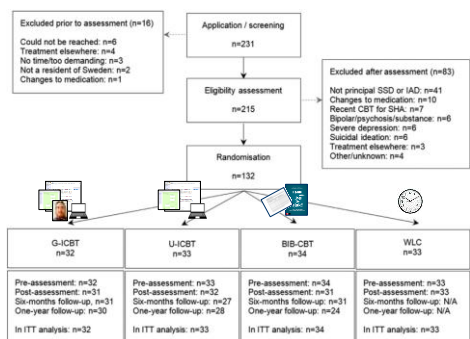 Excluded prior to assessment (n=16)
Could not be reached: n=6
Treatment elsewhere: n=4
No time/too demanding: n=3
Not a resident of Sweden: n=2
Changes to medication: n=1
Application / screening
n=231
Eligibility assessment
n=215
Excluded after assessment (n=83)
Not principal SSD or IAD: n=41
Changes to medication: n=10
Recent CBT for SHA: n=7
Bipolar/psychosis/substance: n=6
Severe depression: n=6
Suicidal ideation: n=6
Treatment elsewhere: n=3
Other/unknown: n=4
Randomisation
n=132
G-ICBT
n=32
Pre-assessment: n=32
Post-assessment: n=31
Six-months follow-up, n=31
One-year follow-up: n=30
In ITT analysis: n=32
U-ICBT
n=33
Pre-assessment: n=33
Post-assessment: n=32
Six-months follow-up: n=27
One-year follow-up: n=28
In ITT analysis: n=33
BIB-CBT
n=34
Pre-assessment: n=34
Post-assessment: n=31
Six-months follow-up: n=31
One-year follow-up: n=24
In ITT analysis: n=34
WLC
n=33
Pre-assessment: n=33
Post-assessment: n=33
Six-months follow-up: N/A
One-year follow-up: N/A
In ITT analysis: n=33